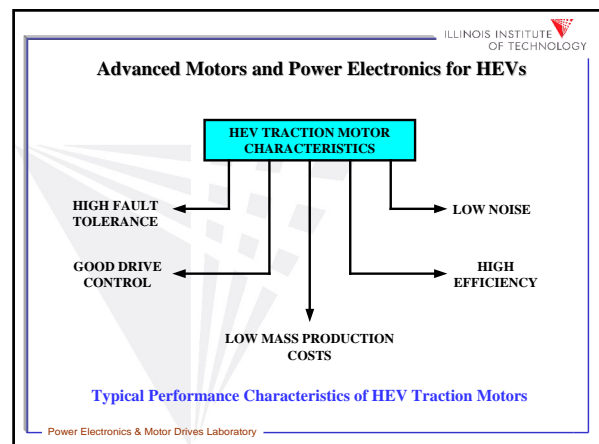 ILLINOIS INSTITUTE
OF TECHNOLOGY
Advanced Motors and Power Electronics for HEVs
HEV TRACTION MOTOR
CHARACTERISTICS
HIGH FAULT
TOLERANCE
LOW NOISE
GOOD DRIVE
CONTROL
HIGH
EFFICIENCY
LOW MASS PRODUCTION
COSTS
Typical Performance Characteristics of HEV Traction Motors
Power Electronics & Motor Drives Laboratory